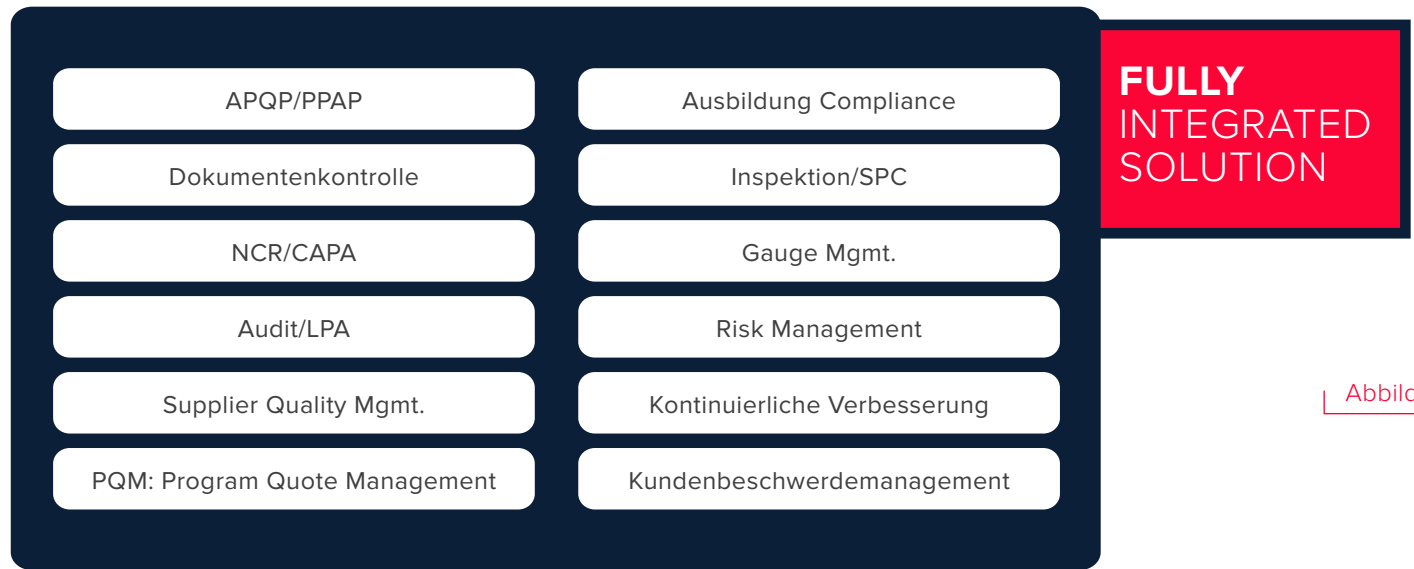 APQP/PPAP
Dokumentenkontrolle
NCR/CAPA
Audit/LPA
Supplier Quality Mgmt.
PQM: Program Quote Management
Ausbildung Compliance
Inspektion/SPC
Gauge Mgmt.
Risk Management
Kontinuierliche Verbesserung
Kundenbeschwerdemanagement
FULLY
INTEGRATED
SOLUTION